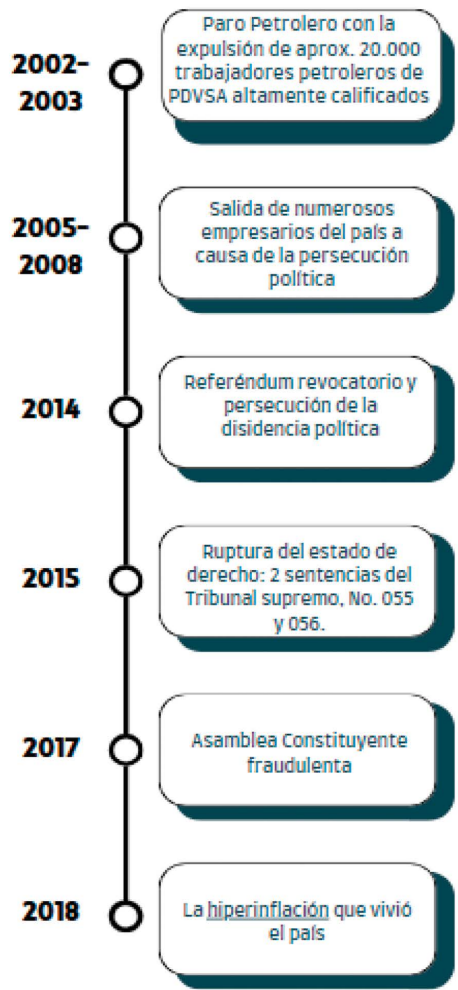 2002-
2003
Paro Petrolero con la
expulsión de aprox. 20.000
trabajadores petroleros de
PDVSA altamente calificados
2005-
2008
Salida de numerosos
empresarios del país a
causa de la persecución
política
2014
Referéndum revocatorio y
persecución de la
disidencia política
2015
Ruptura del estado de
derecho: 2 sentencias del
Tribunal supremo, No. 055
y 056.
2017
Asamblea Constituyente
fraudulenta
2018
La hiperinflación que vivió
el país